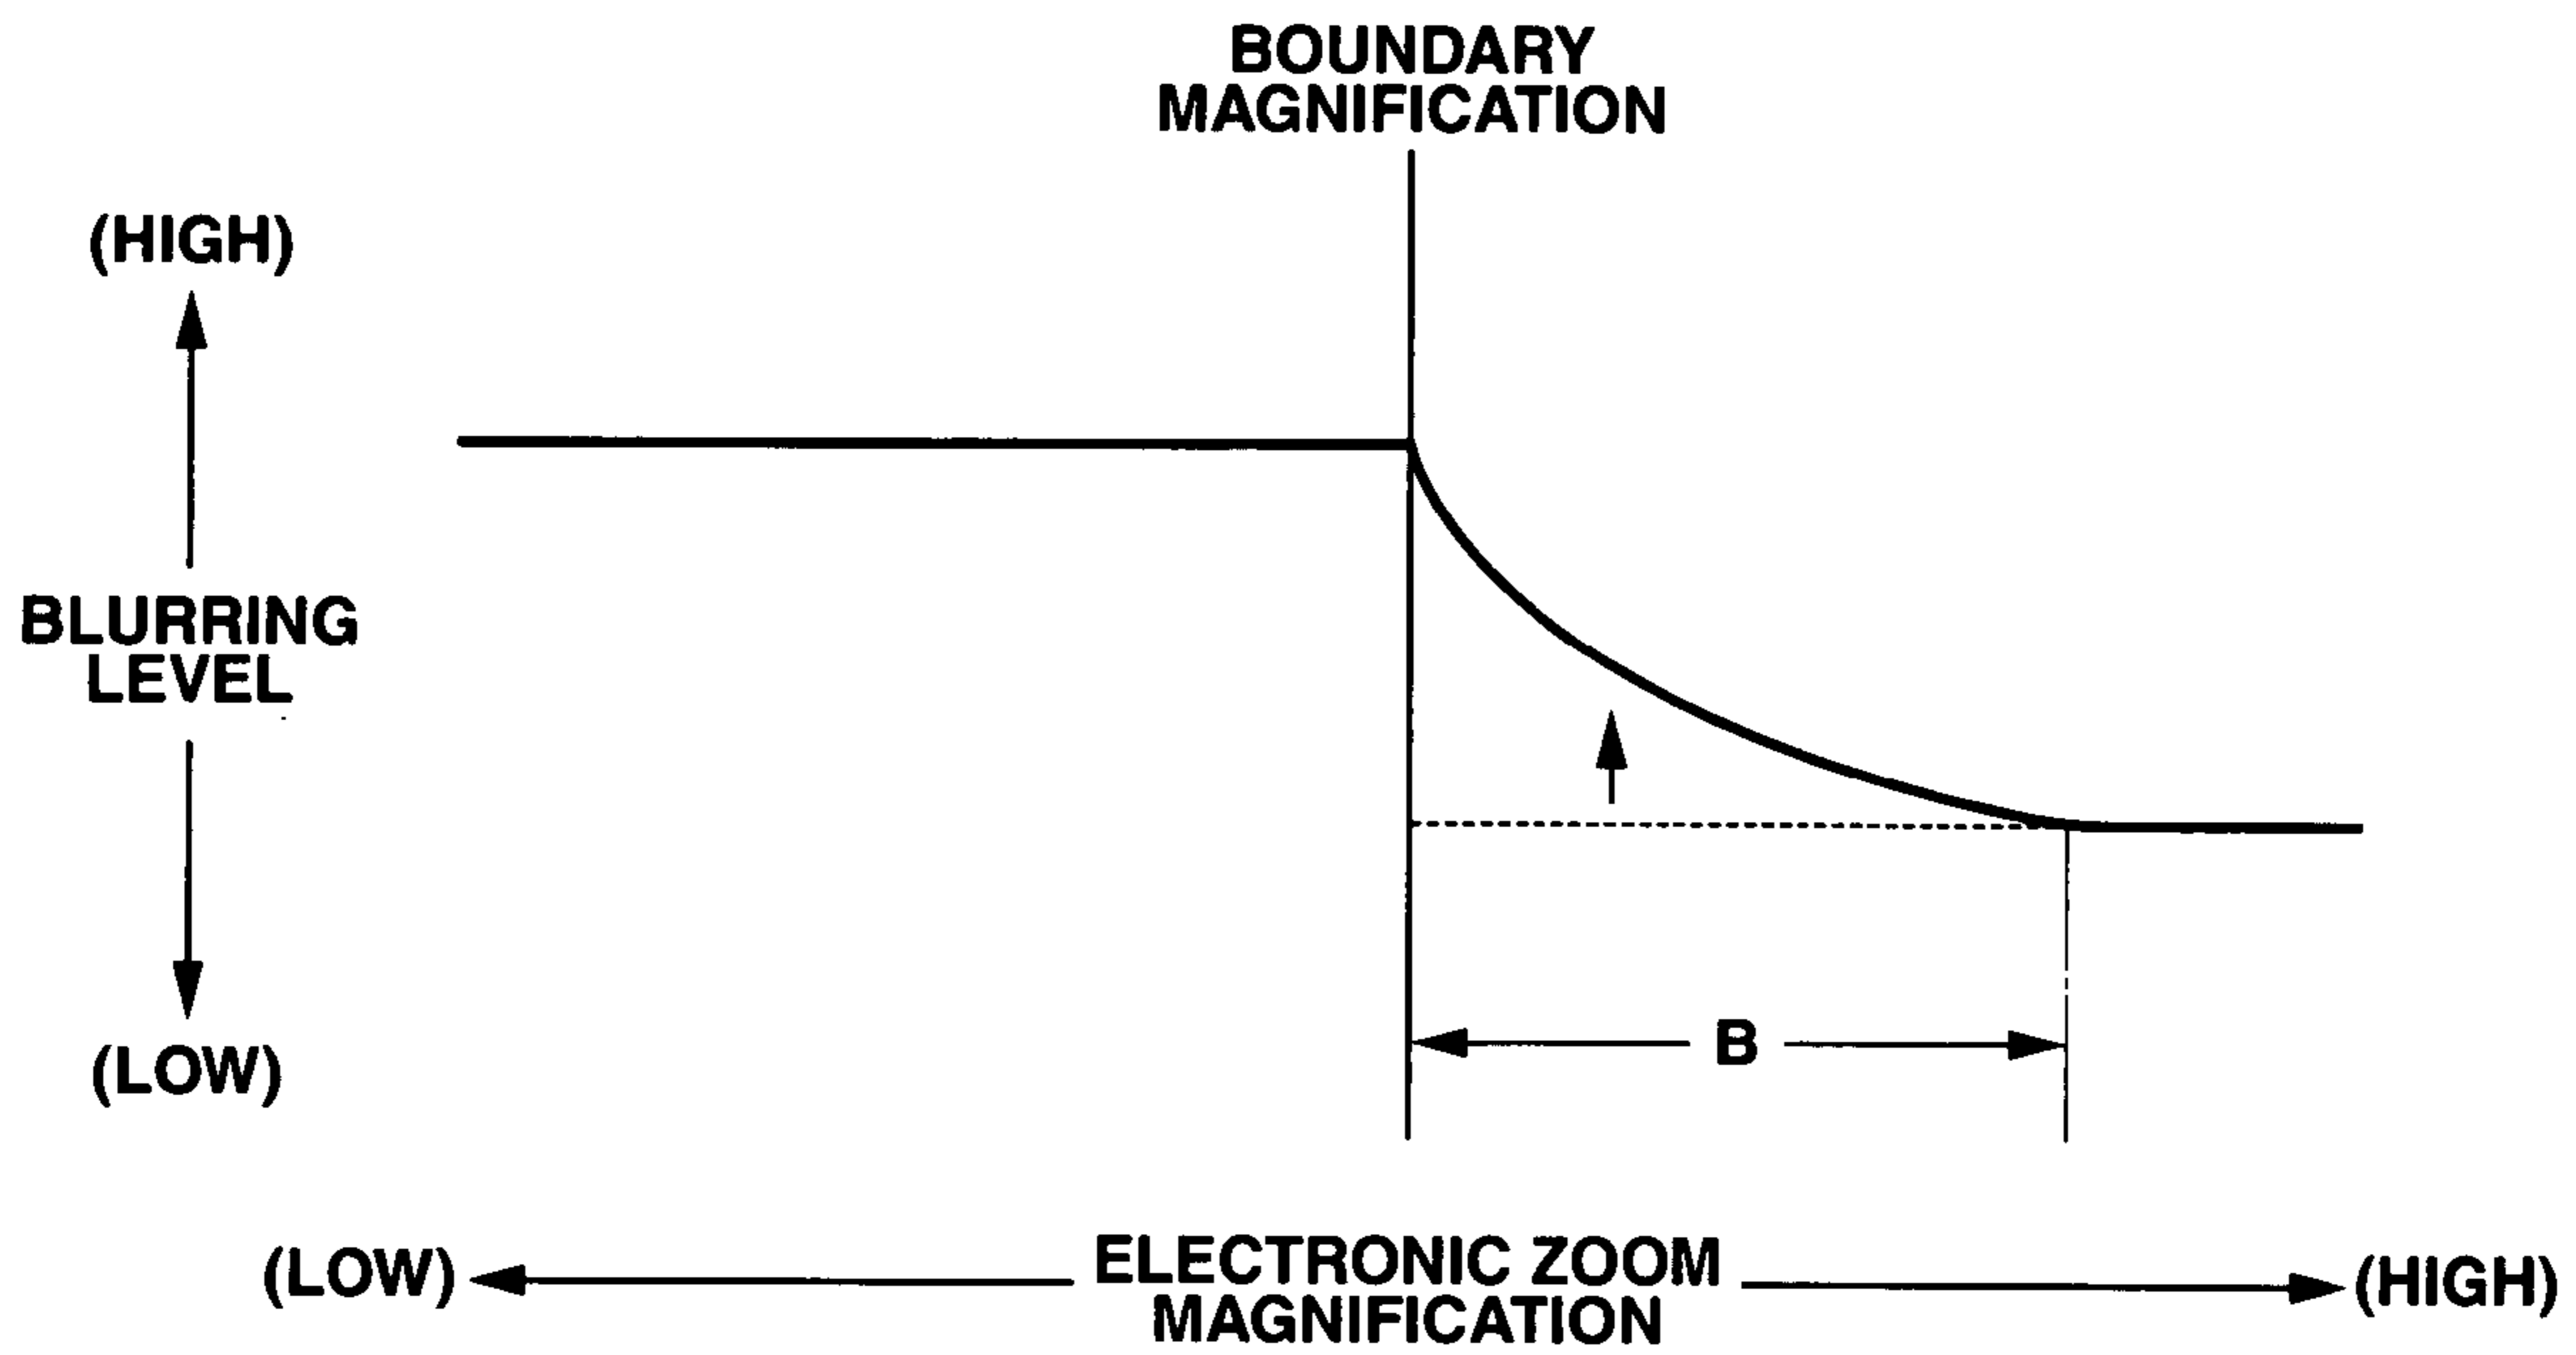 BOUNDARY
MAGNIFICATION
(HIGH)
BLURRING
LEVEL
(LOW)
B
(LOW)
ELECTRONIC ZOOM
MAGNIFICATION
(HIGH)